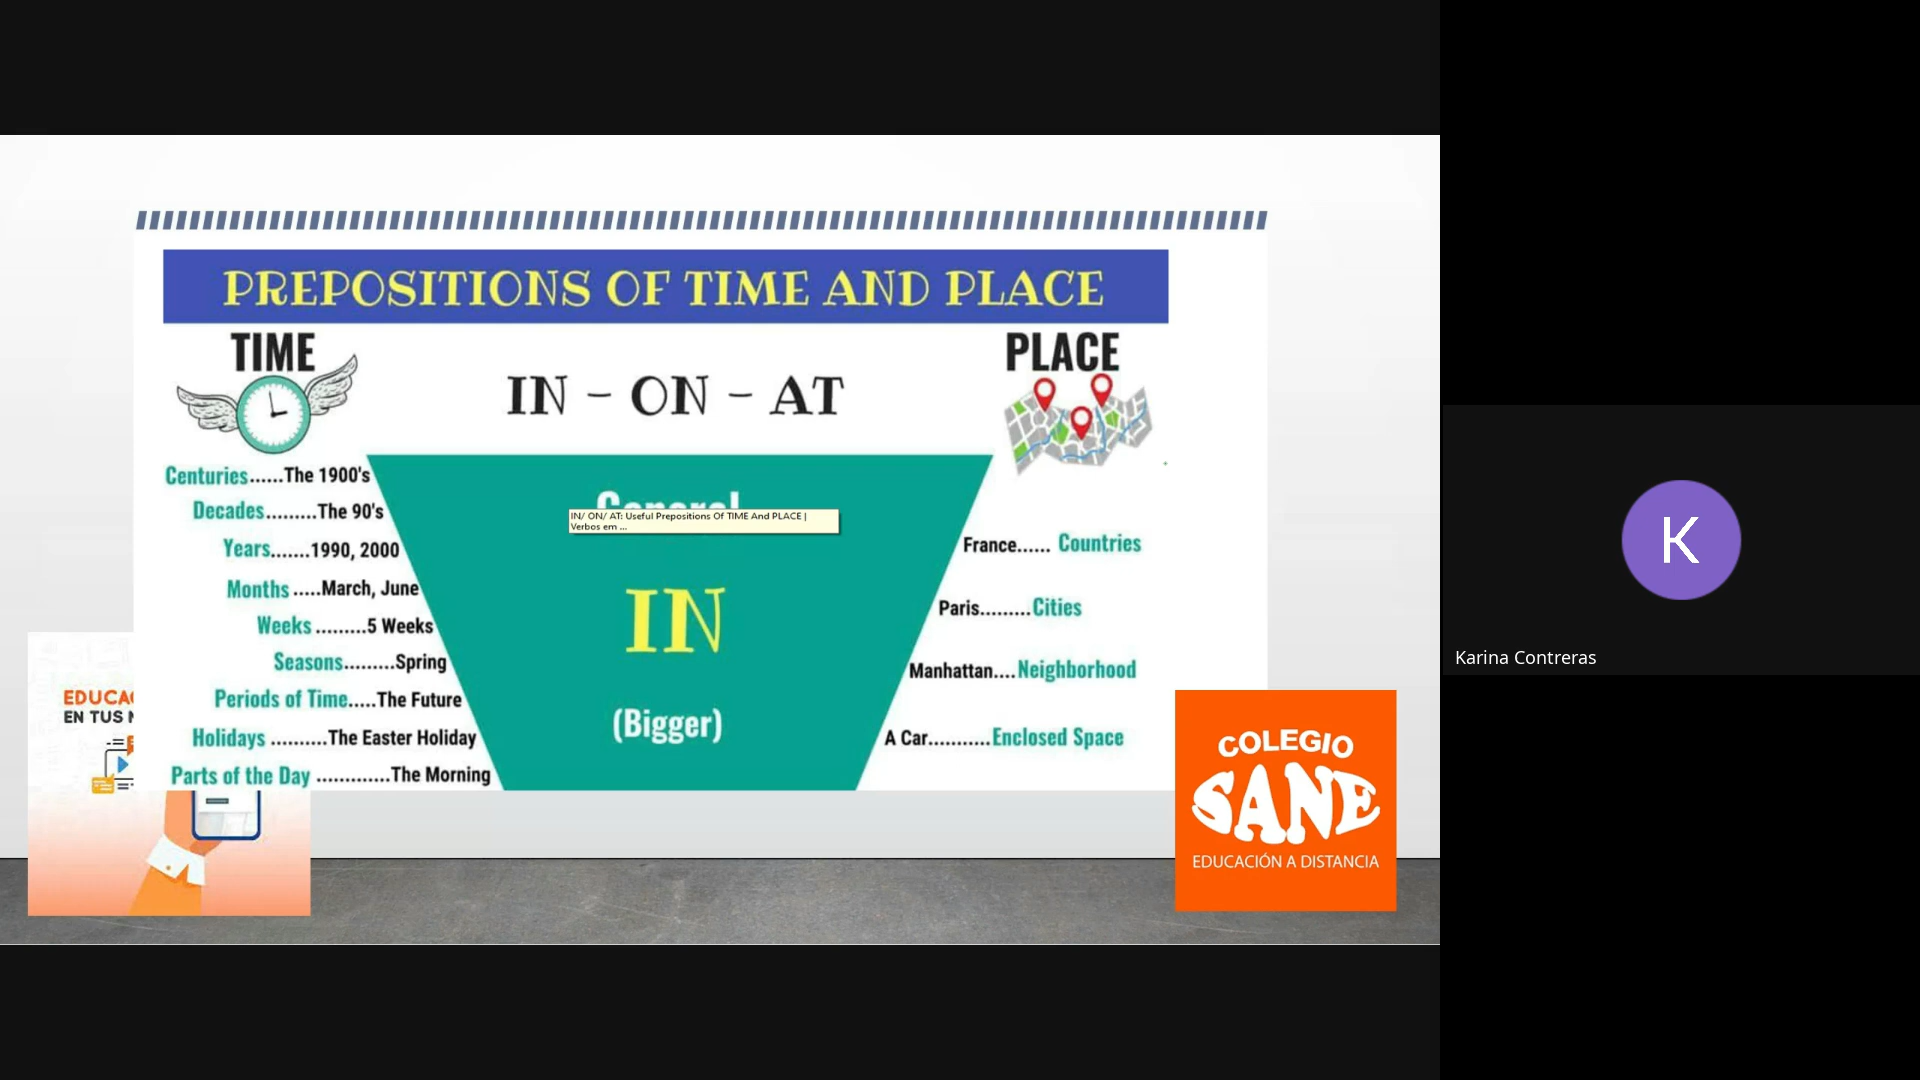 PREPOSITIONS OF TIME AND PLACE
TIME
IN - ON - AT
PLACE
Centuries......The 1900's
Decades.........The 90's
Years.......1990, 2000
Months .....March, June
Weeks .........5 Weeks
Seasons.........Spring
Periods of Time.....The Future
Holidays ..........The Easter Holiday
Parts of the Day .............The Morning
General
IN/ ON/ AT: Useful Prepositions Of TIME And PLACE |
Verbos em ...
IN
(Bigger)
France...... Countries
Paris.........Cities
Manhattan....Neighborhood
A Car...........Enclosed Space
EDUCA
EN TUS
COLEGIO
SANE
EDUCACIÓN A DISTANCIA
K
Karina Contreras